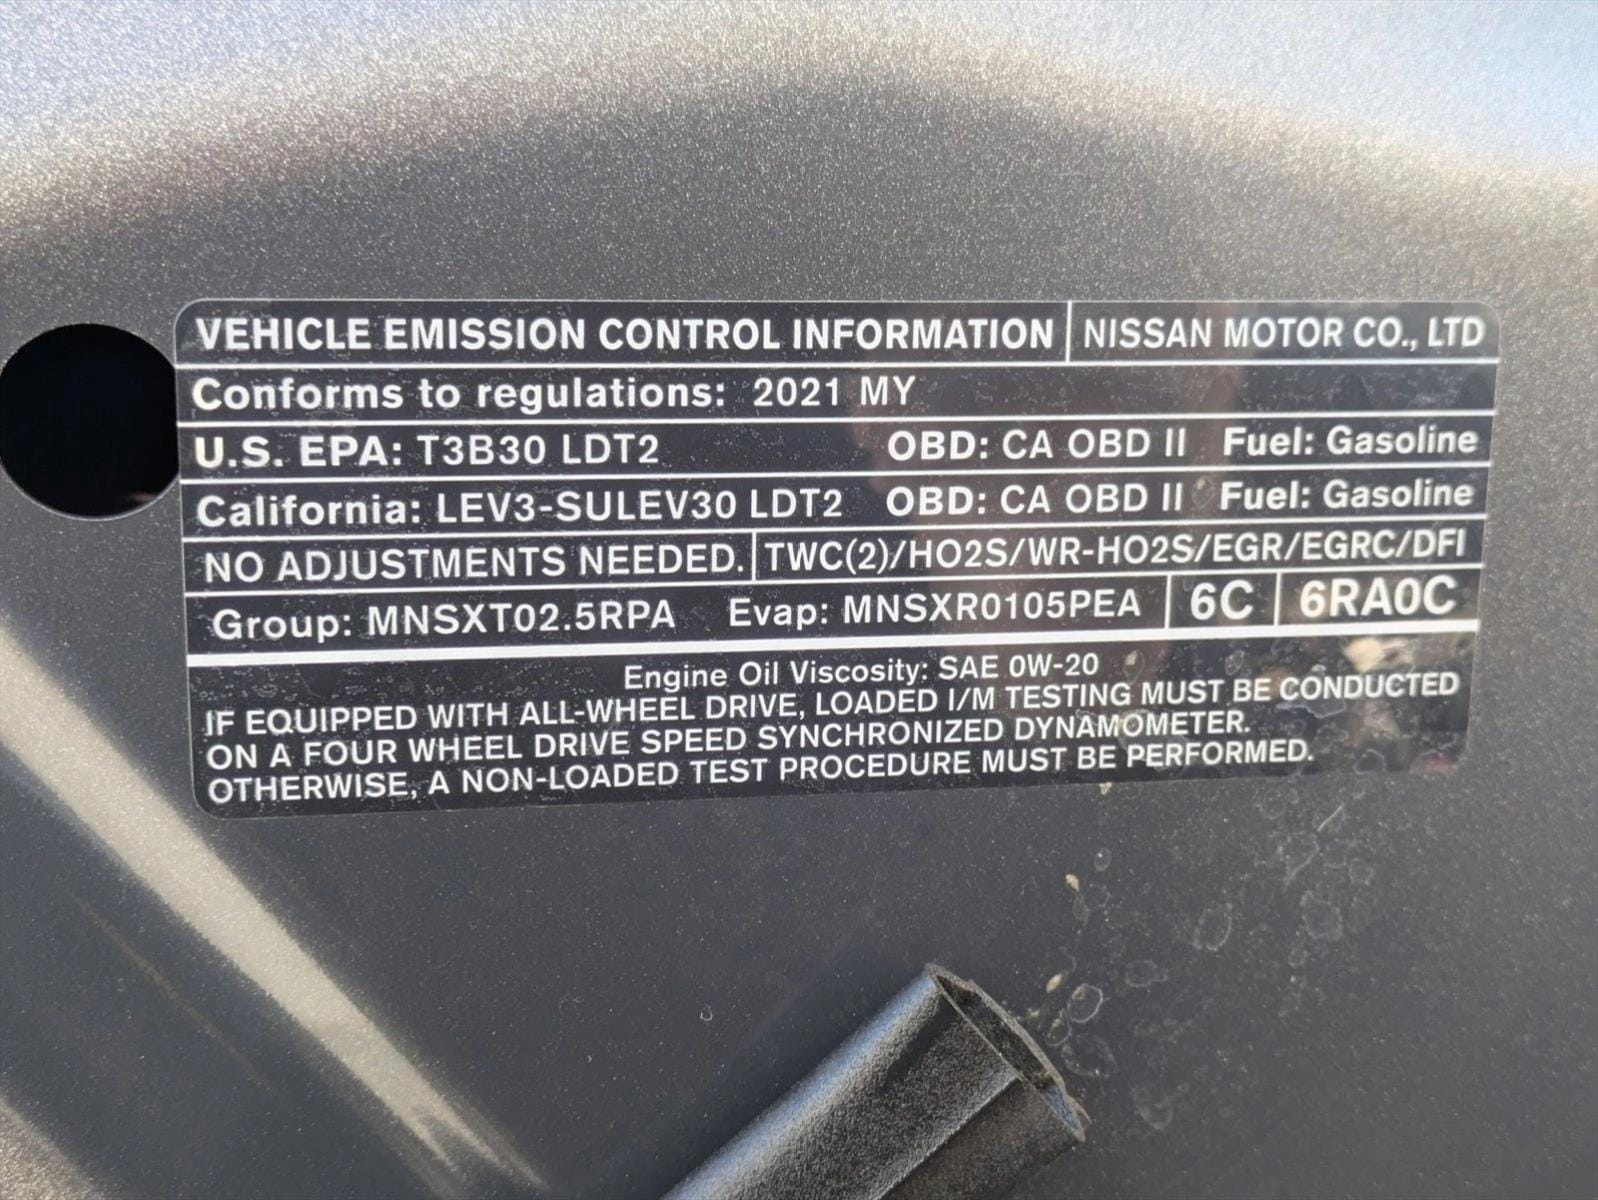 VEHICLE EMISSION CONTROL INFORMATION NISSAN MOTOR CO., LTD
Conforms to regulations: 2021 MY
U.S. EPA: T3B30 LDT2 OBD: CA OBD II Fuel: Gasoline
California: LEV3-SULEV30 LDT2 OBD: CA OBD II Fuel: Gasoline
NO ADJUSTMENTS NEEDED. TWC(2)/HO2S/WR-HO2S/EGR/EGRC/DFI
Group: MNSXT02.5RPA Evap: MNSXR0105PEA 6C 6RA0C
Engine Oil Viscosity: SAE 0W-20
IF EQUIPPED WITH ALL-WHEEL DRIVE, LOADED I/M TESTING MUST BE CONDUCTED
ON A FOUR WHEEL DRIVE SPEED SYNCHRONIZED DYNAMOMETER.
OTHERWISE, A NON-LOADED TEST PROCEDURE MUST BE PERFORMED.